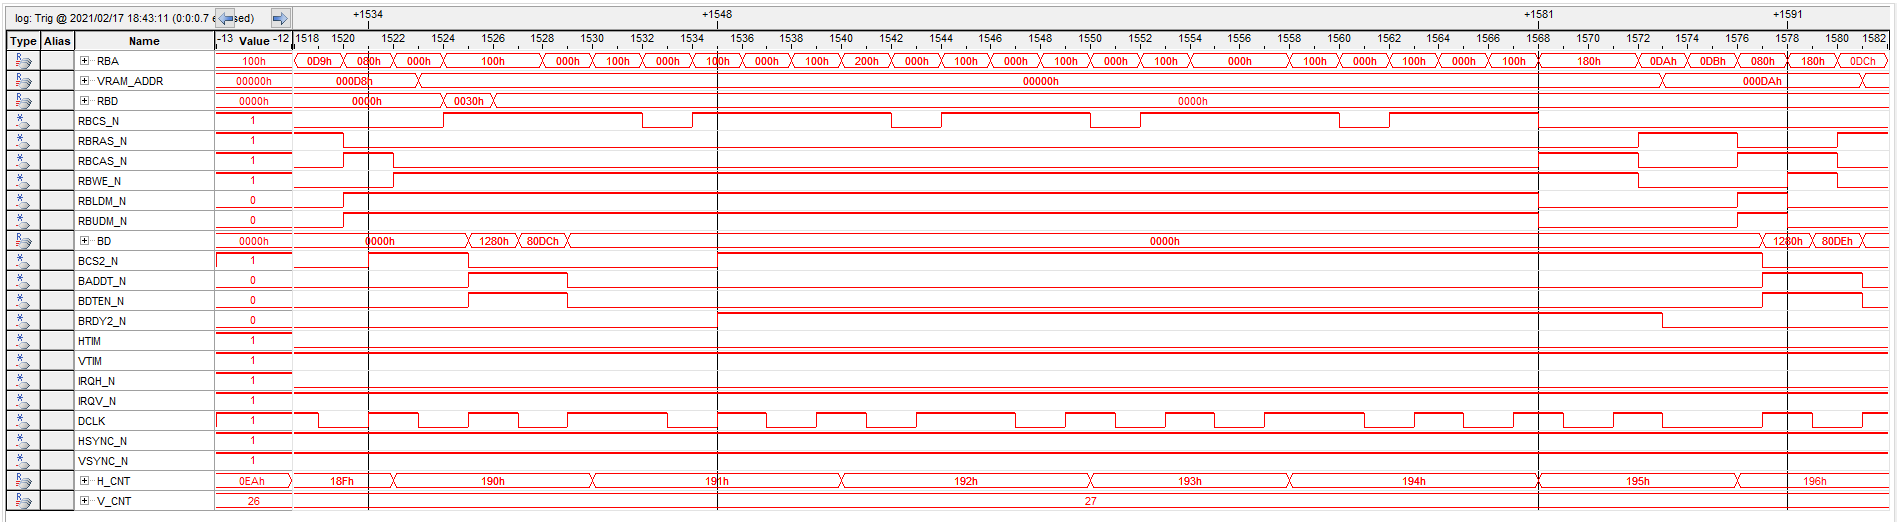 log: Trig @ 2021/02/17 18:43:11 (0:0:0.7 sed) +1534 +1548 +1581 +1591
Type Alias Name -13 Value -12 1518 1520 1522 1524 1526 1528 1530 1532 1534 1536 1538 1540 1542 1544 1546 1548 1550 1552 1554 1556 1558 1560 1562 1564 1566 1568 1570 1572 1574 1576 1578 1580 1582
RBA 100h 0D9h 080h 000h 100h 000h 100h 000h 100h 000h 100h 200h 000h 100h 000h 100h 000h 100h 000h 100h 000h 100h 000h 100h 180h 0DAh 0DBh 080h 180h 0DCh
VRAM_ADDR 00000h 000D8h 00000h 000DAh
RBD 0000h 0000h 0030h 0000h
RBCS_N 1
RBRAS_N 1
RBCAS_N 1
RBWE_N 1
RBLDM_N 0
RBUDM_N 0
BD 0000h 0000h 1280h 80DCh 0000h 1280h 80DEh
BCS2_N 1
BADDT_N 0
BDTEN_N 0
BRDY2_N 0
HTIM 1
VTIM 1
IRQH_N 1
IRQV_N 1
DCLK 1
HSYNC_N 1
VSYNC_N 1
H_CNT 0EAh 18Fh 190h 191h 192h 193h 194h 195h 196h
V_CNT 26 27